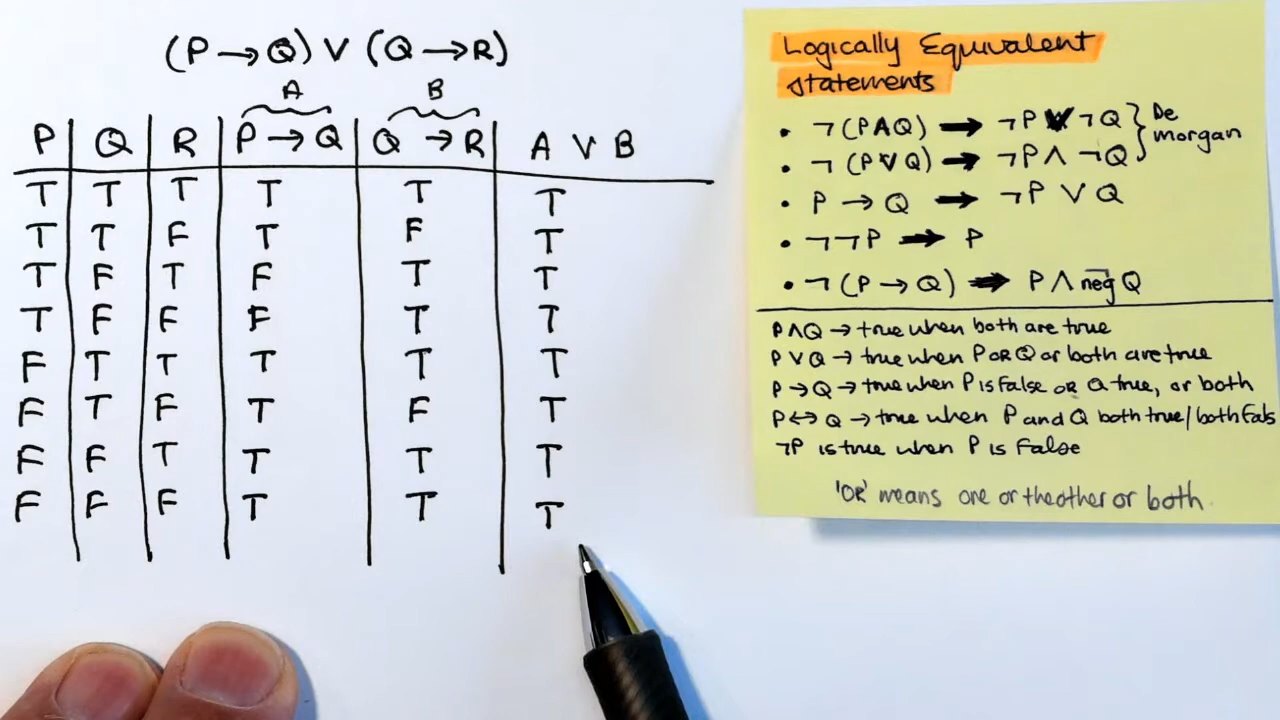 (P → Q) V (Q → R)
A B
P Q R P → Q Q → R A V B
T T T T T T
T T F T F T
T F T F T T
T F F F T T
F T T T T T
F T F T F T
F F T T T T
F F F T T T
Logically Equivalent
statements
• ¬(P∧Q) → ¬P V ¬Q
• ¬(P V Q) → ¬P ∧ ¬Q
De
morgan
• P → Q → ¬P V Q
• ¬¬P → P
• ¬(P → Q) → P ∧ neg Q
P∧Q → true when both are true
P V Q → true when P OR Q or both are true
P → Q → true when P is False OR Q true, or both
P ↔ Q → true when P and Q both true/both Fals
¬P is true when P is False
'OR' means one or the other or both.